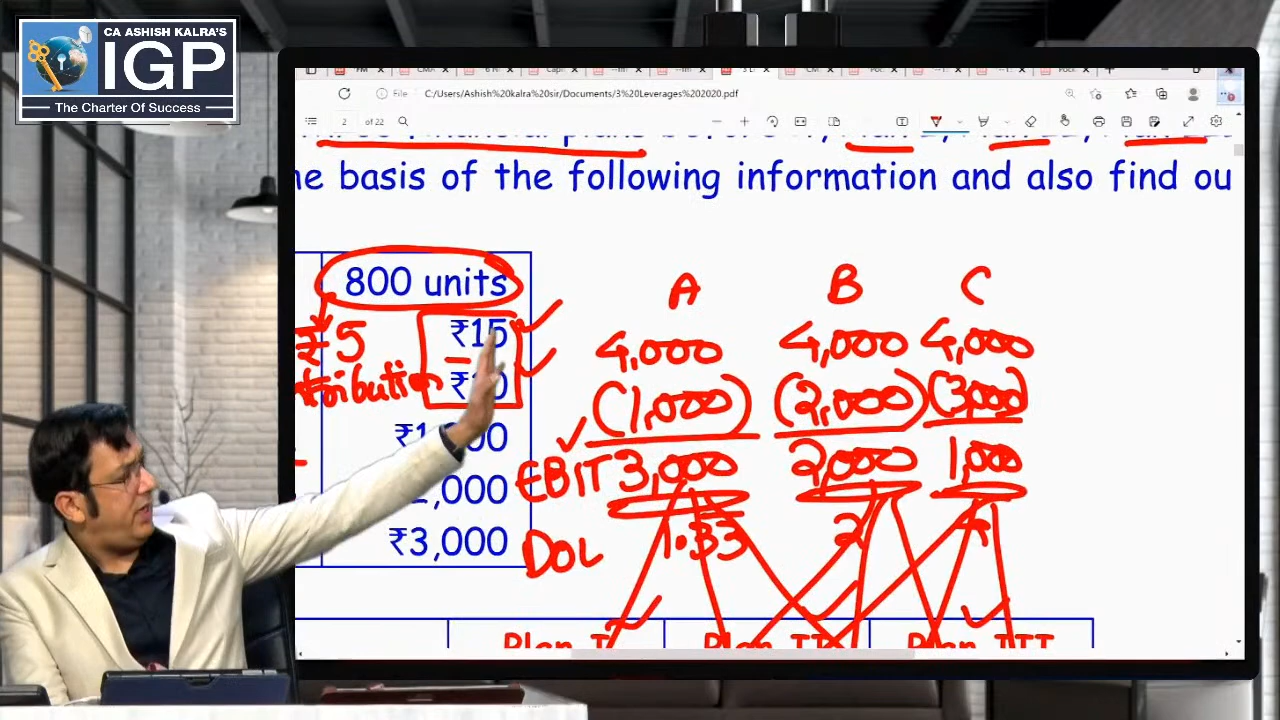 CA ASHISH KALRA'S
IGP
The Charter Of Success
File C:/Users/Ashish%20kalra%20sir/Documents/3%20Leverages%202020.pdf
2 of 22
he basis of the following information and also find ou
800 units
A B C
₹5 ₹15 4,000 4,000 4,000
tribution (1,000) (2,000) (3,000)
EBIT 3,000 2,000 1,000
DOL 1.33 2 4
₹3,000
Plan I Plan II Plan III